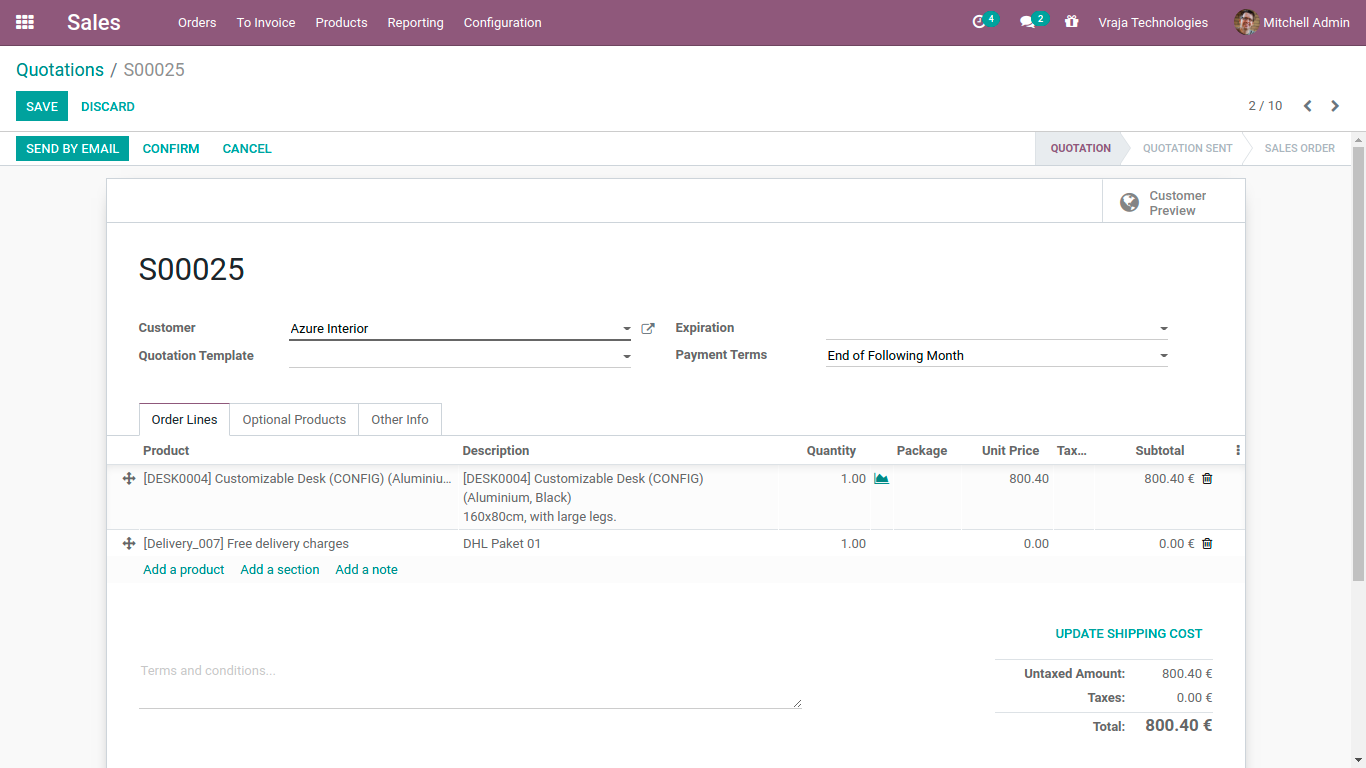 Sales Orders To Invoice Products Reporting Configuration 4 2 Vraja Technologies Mitchell Admin
Quotations / S00025
SAVE DISCARD 2 / 10
SEND BY EMAIL CONFIRM CANCEL QUOTATION QUOTATION SENT SALES ORDER
Customer
Preview
S00025
Customer Azure Interior Expiration
Quotation Template Payment Terms End of Following Month
Order Lines Optional Products Other Info
Product Description Quantity Package Unit Price Tax... Subtotal
[DESK0004] Customizable Desk (CONFIG) (Aluminiu... [DESK0004] Customizable Desk (CONFIG) 1.00 800.40 800.40 €
(Aluminium, Black)
160x80cm, with large legs.
[Delivery_007] Free delivery charges DHL Paket 01 1.00 0.00 0.00 €
Add a product Add a section Add a note
UPDATE SHIPPING COST
Terms and conditions...
Untaxed Amount: 800.40 €
Taxes: 0.00 €
Total: 800.40 €